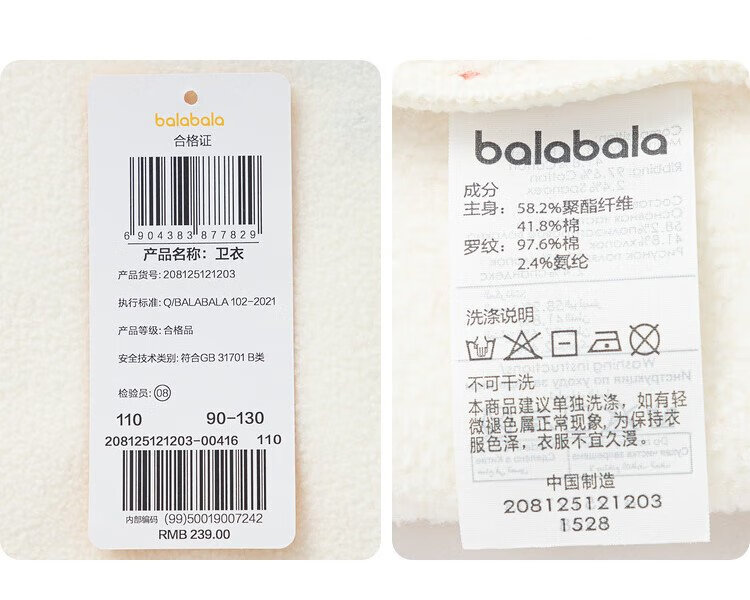 balabala
合格证
6 904383 877829
产品名称：卫衣
产品货号：208125121203
执行标准：Q/BALABALA 102-2021
产品等级：合格品
安全技术类别：符合GB 31701 B类
检验员：08
110 90-130
208125121203-00416 110
内部编码 (99)50019007242
RMB 239.00
balabala
成分
主身：58.2%聚酯纤维
41.8%棉
罗纹：97.6%棉
2.4%氨纶
洗涤说明
不可干洗
本商品建议单独洗涤，如有轻
微褪色属正常现象，为保持衣
服色泽，衣服不宜久漫。
中国制造
208125121203
1528